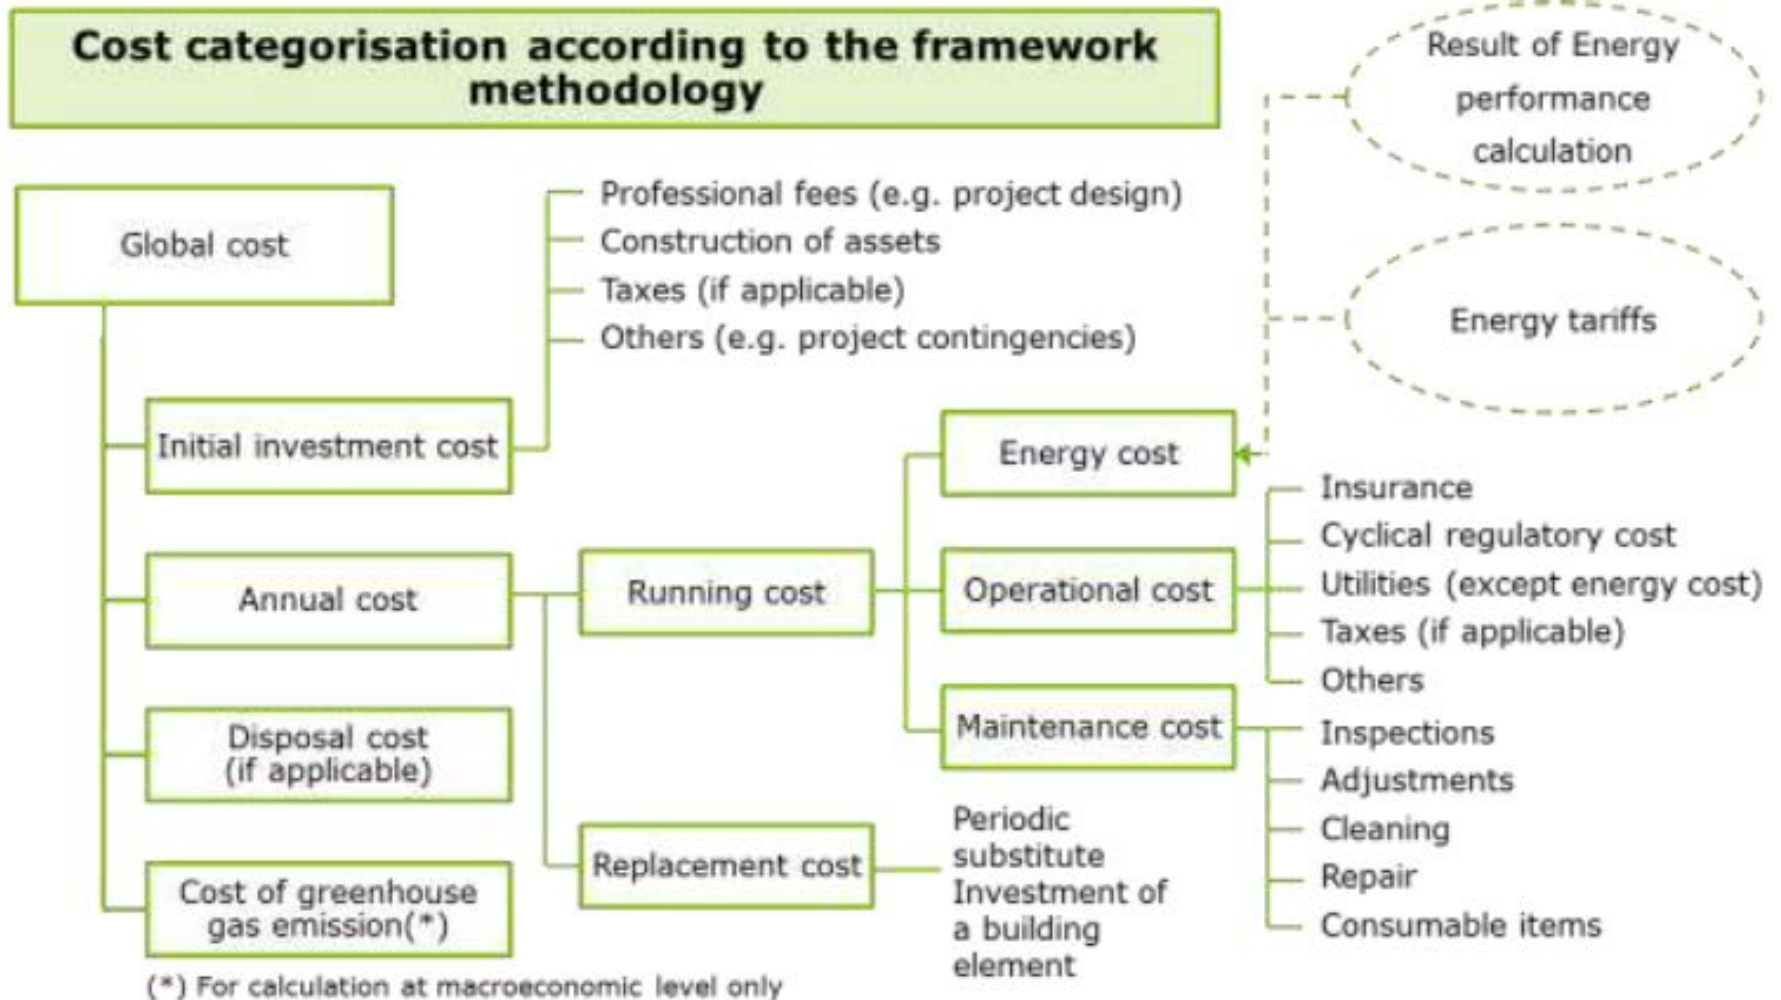 Cost categorisation according to the framework
methodology
Result of Energy
performance
calculation
Energy tariffs
Global cost
Professional fees (e.g. project design)
Construction of assets
Taxes (if applicable)
Others (e.g. project contingencies)
Initial investment cost
Annual cost
Disposal cost
(if applicable)
Cost of greenhouse
gas emission(*)
Running cost
Replacement cost
Energy cost
Operational cost
Maintenance cost
Insurance
Cyclical regulatory cost
Utilities (except energy cost)
Taxes (if applicable)
Others
Inspections
Adjustments
Cleaning
Repair
Consumable items
Periodic
substitute
Investment of
a building
element
(*) For calculation at macroeconomic level only